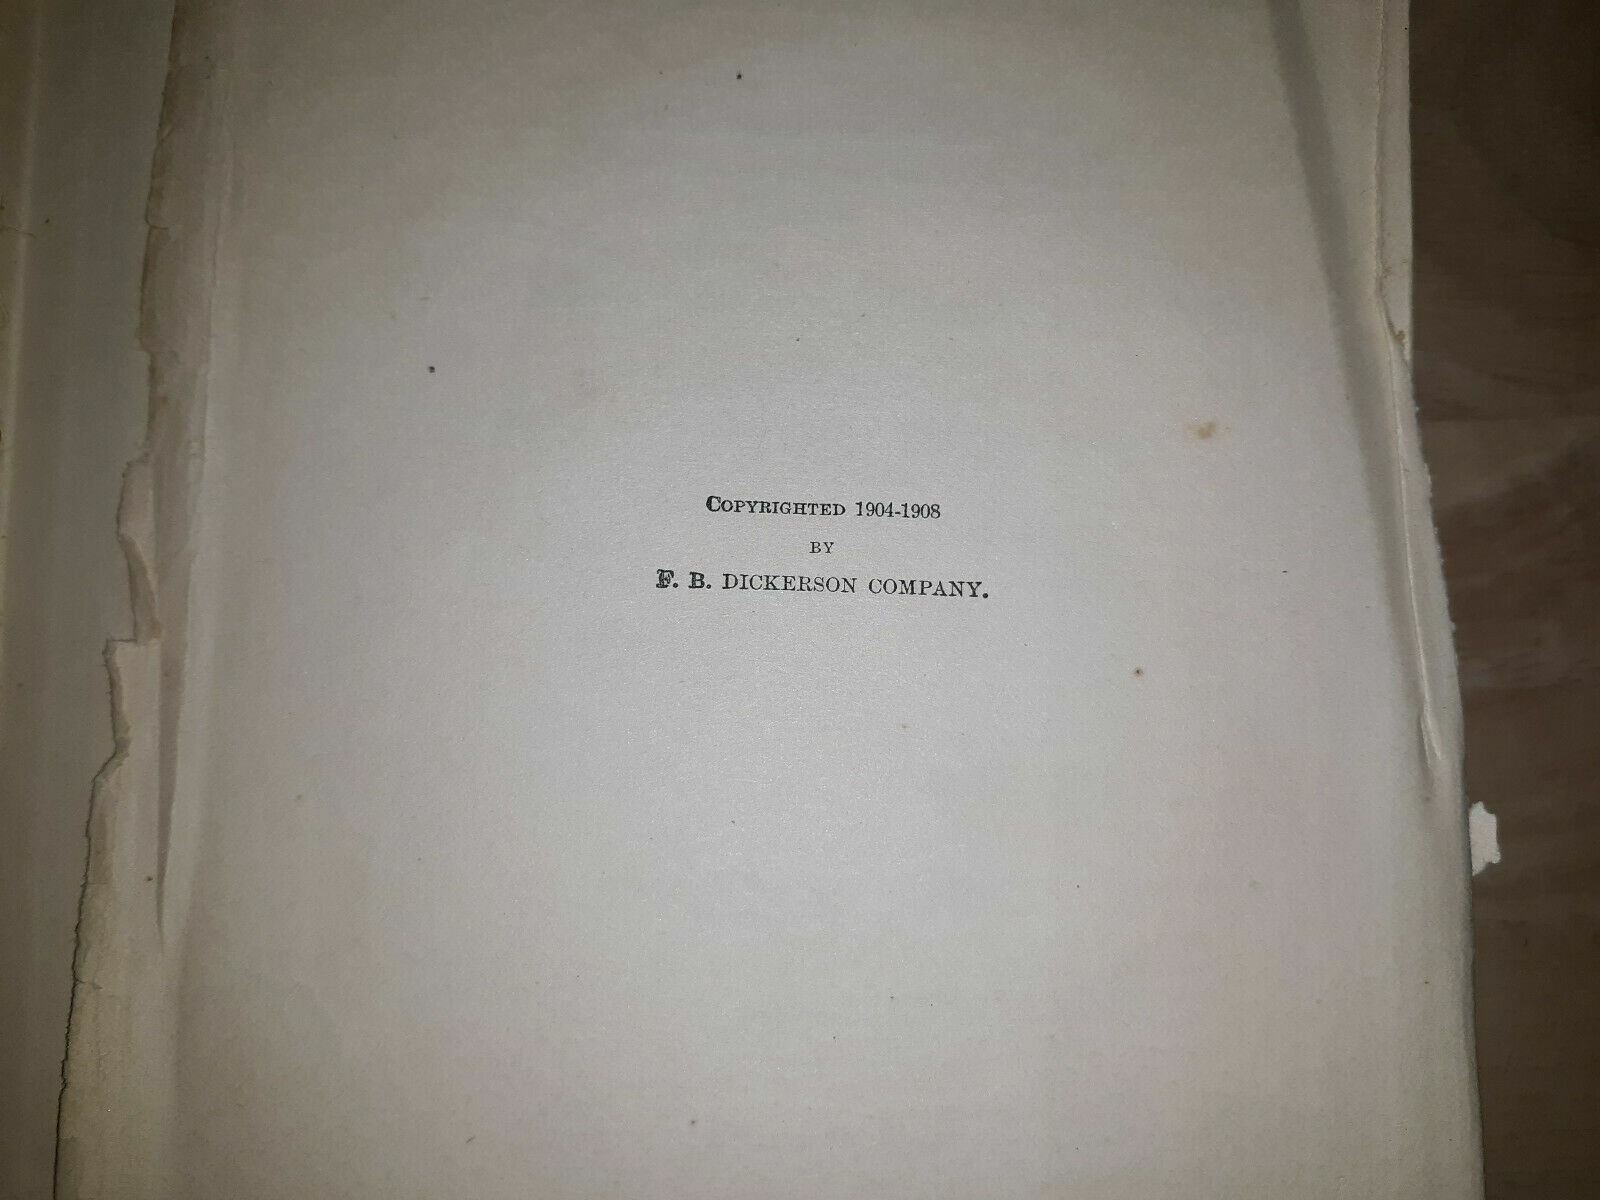 COPYRIGHTED 1904-1908
BY
F. B. DICKERSON COMPANY.